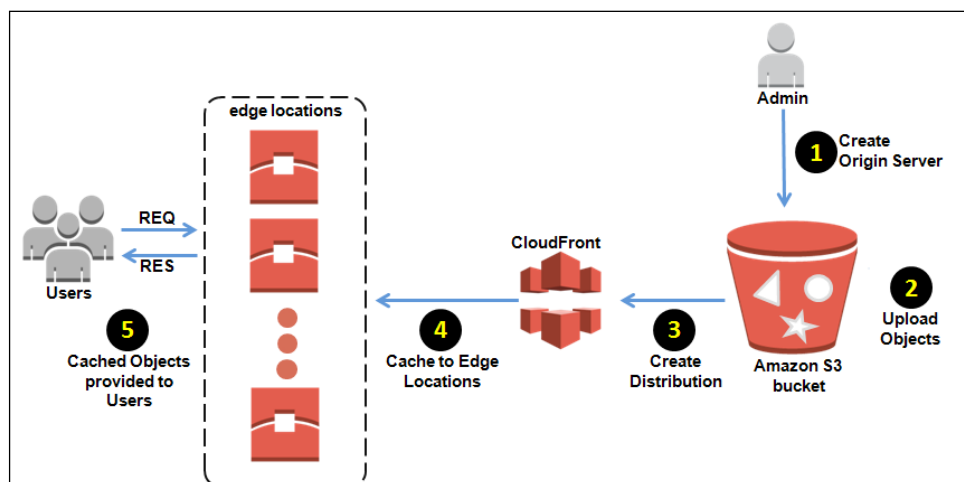 edge locations
Admin
1
Create
Origin Server
REQ
RES
Users
CloudFront
2
Upload
Objects
5
Cached Objects
provided to
Users
4
Cache to Edge
Locations
3
Create
Distribution
Amazon S3
bucket